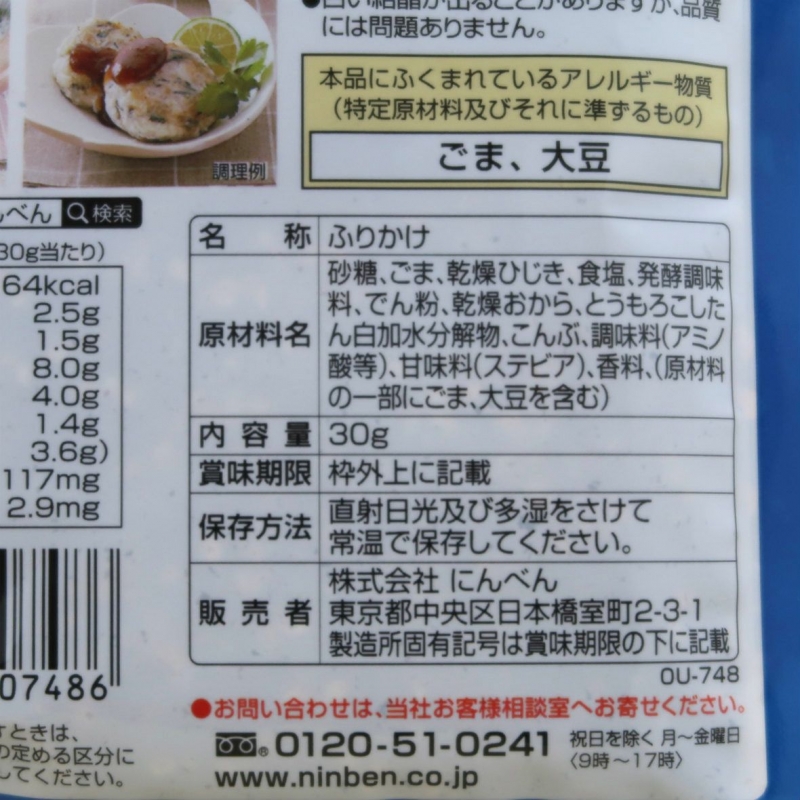 白い結晶が出ることがありますが、品質
には問題ありません。
本品にふくまれているアレルギー物質
(特定原材料及びそれに準ずるもの)
ごま、大豆
調理例
べん 検索
30g当たり)
64kcal
2.5g
1.5g
8.0g
4.0g
1.4g
3.6g)
117mg
2.9mg
名 称 ふりかけ
原材料名 砂糖、ごま、乾燥ひじき、食塩、発酵調味
料、でん粉、乾燥おから、とうもろこした
ん白加水分解物、こんぶ、調味料(アミノ
酸等)、甘味料(ステビア)、香料、(原材料
の一部にごま、大豆を含む)
内 容 量 30g
賞味期限 枠外上に記載
保存方法 直射日光及び多湿をさけて
常温で保存してください。
販 売 者 株式会社 にんべん
東京都中央区日本橋室町2-3-1
製造所固有記号は賞味期限の下に記載
OU-748
07486
●お問い合わせは、当社お客様相談室へお寄せください。
0120-51-0241 祝日を除く 月〜金曜日
〈9時〜17時〉
www.ninben.co.jp
すときは、
の定める区分に
してください。